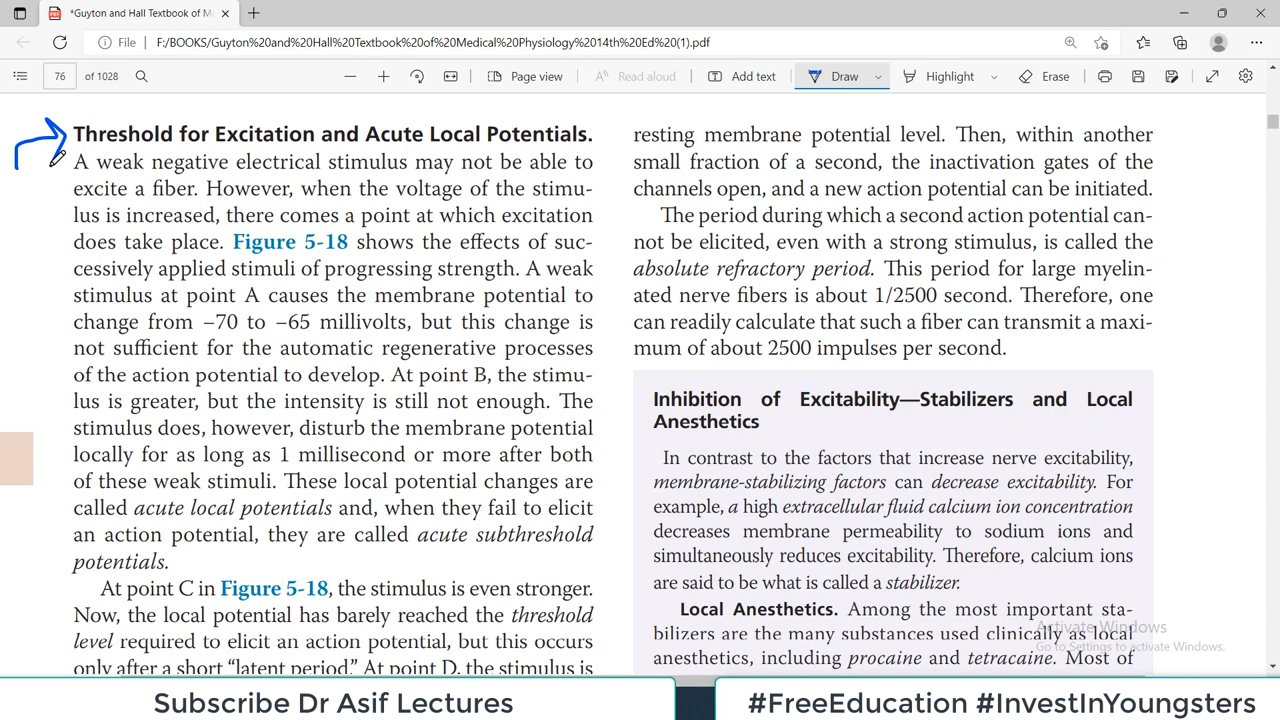 *Guyton and Hall Textbook of M
File
F:/BOOKS/Guyton%20and%20Hall%20Textbook%20of%20Medical%20Physiology%2014th%20Ed%20(1).pdf
76 of 1028
Page view
Read aloud
Add text
Draw
Highlight
Erase
Threshold for Excitation and Acute Local Potentials.
A weak negative electrical stimulus may not be able to
excite a fiber. However, when the voltage of the stimu-
lus is increased, there comes a point at which excitation
does take place. Figure 5-18 shows the effects of suc-
cessively applied stimuli of progressing strength. A weak
stimulus at point A causes the membrane potential to
change from −70 to −65 millivolts, but this change is
not sufficient for the automatic regenerative processes
of the action potential to develop. At point B, the stimu-
lus is greater, but the intensity is still not enough. The
stimulus does, however, disturb the membrane potential
locally for as long as 1 millisecond or more after both
of these weak stimuli. These local potential changes are
called acute local potentials and, when they fail to elicit
an action potential, they are called acute subthreshold
potentials.
At point C in Figure 5-18, the stimulus is even stronger.
Now, the local potential has barely reached the threshold
level required to elicit an action potential, but this occurs
only after a short “latent period.” At point D, the stimulus is
resting membrane potential level. Then, within another
small fraction of a second, the inactivation gates of the
channels open, and a new action potential can be initiated.
The period during which a second action potential can-
not be elicited, even with a strong stimulus, is called the
absolute refractory period. This period for large myelin-
ated nerve fibers is about 1/2500 second. Therefore, one
can readily calculate that such a fiber can transmit a maxi-
mum of about 2500 impulses per second.
Inhibition of Excitability—Stabilizers and Local
Anesthetics
In contrast to the factors that increase nerve excitability,
membrane-stabilizing factors can decrease excitability. For
example, a high extracellular fluid calcium ion concentration
decreases membrane permeability to sodium ions and
simultaneously reduces excitability. Therefore, calcium ions
are said to be what is called a stabilizer.
Local Anesthetics. Among the most important sta-
bilizers are the many substances used clinically as local
anesthetics, including procaine and tetracaine. Most of
Activate Windows
Go to Settings to activate Windows.
Subscribe Dr Asif Lectures
#FreeEducation #InvestInYoungsters